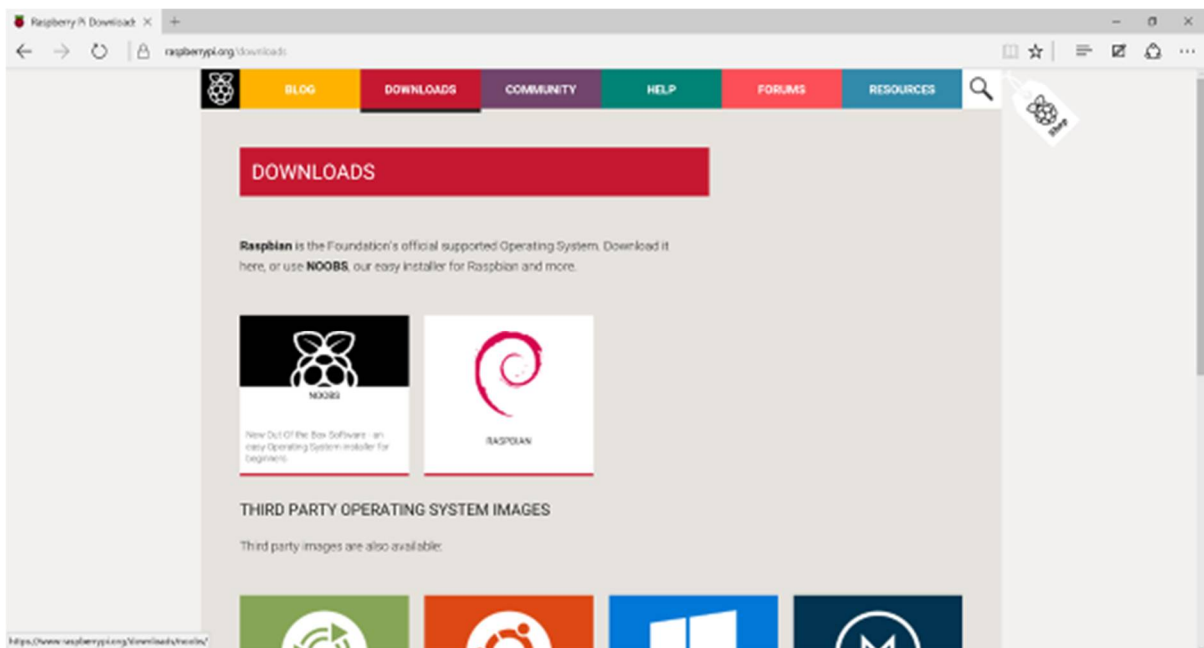 Raspberry Pi Downloads
raspberrypi.org/downloads
BLOG
DOWNLOADS
COMMUNITY
HELP
FORUMS
RESOURCES
Shop
DOWNLOADS
Raspbian is the Foundation's official supported Operating System. Download it
here, or use NOOBS, our easy installer for Raspbian and more.
NOOBS
New Out Of the Box Software - an
easy Operating System installer for
beginners
RASPBIAN
THIRD PARTY OPERATING SYSTEM IMAGES
Third party images are also available:
https://www.raspberrypi.org/downloads/noobs/